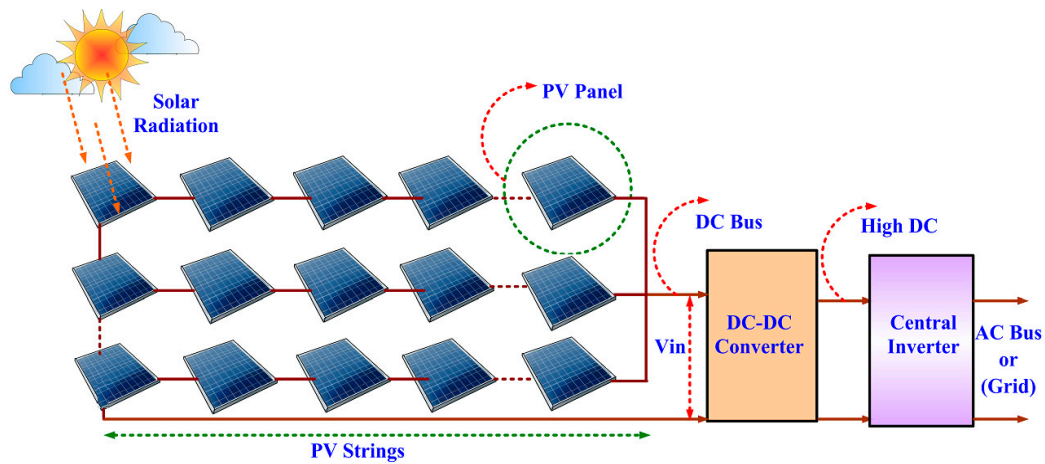 Solar
Radiation
PV Panel
DC Bus
High DC
Vin
DC-DC
Converter
Central
Inverter
AC Bus
or
(Grid)
PV Strings